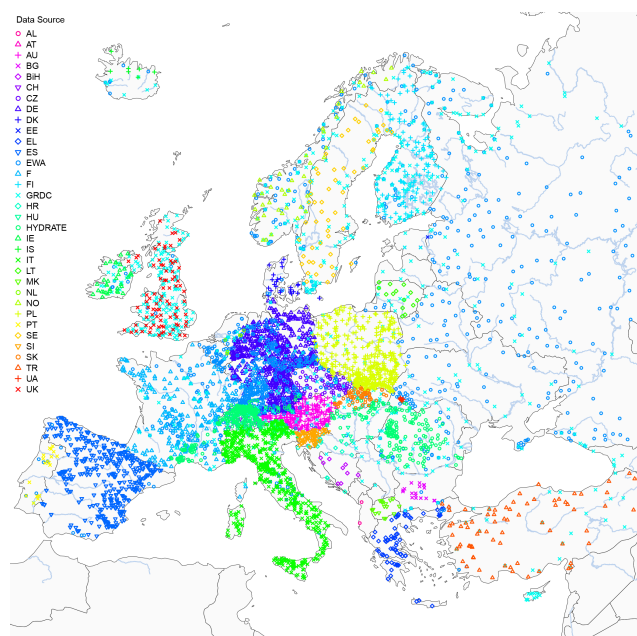 Data Source
AL
AT
AU
BG
BiH
CH
CZ
DE
DK
EE
EL
ES
EWA
F
FI
GRDC
HR
HU
HYDRATE
IE
IS
IT
LT
MK
NL
NO
PL
PT
SE
SI
SK
TR
UA
UK